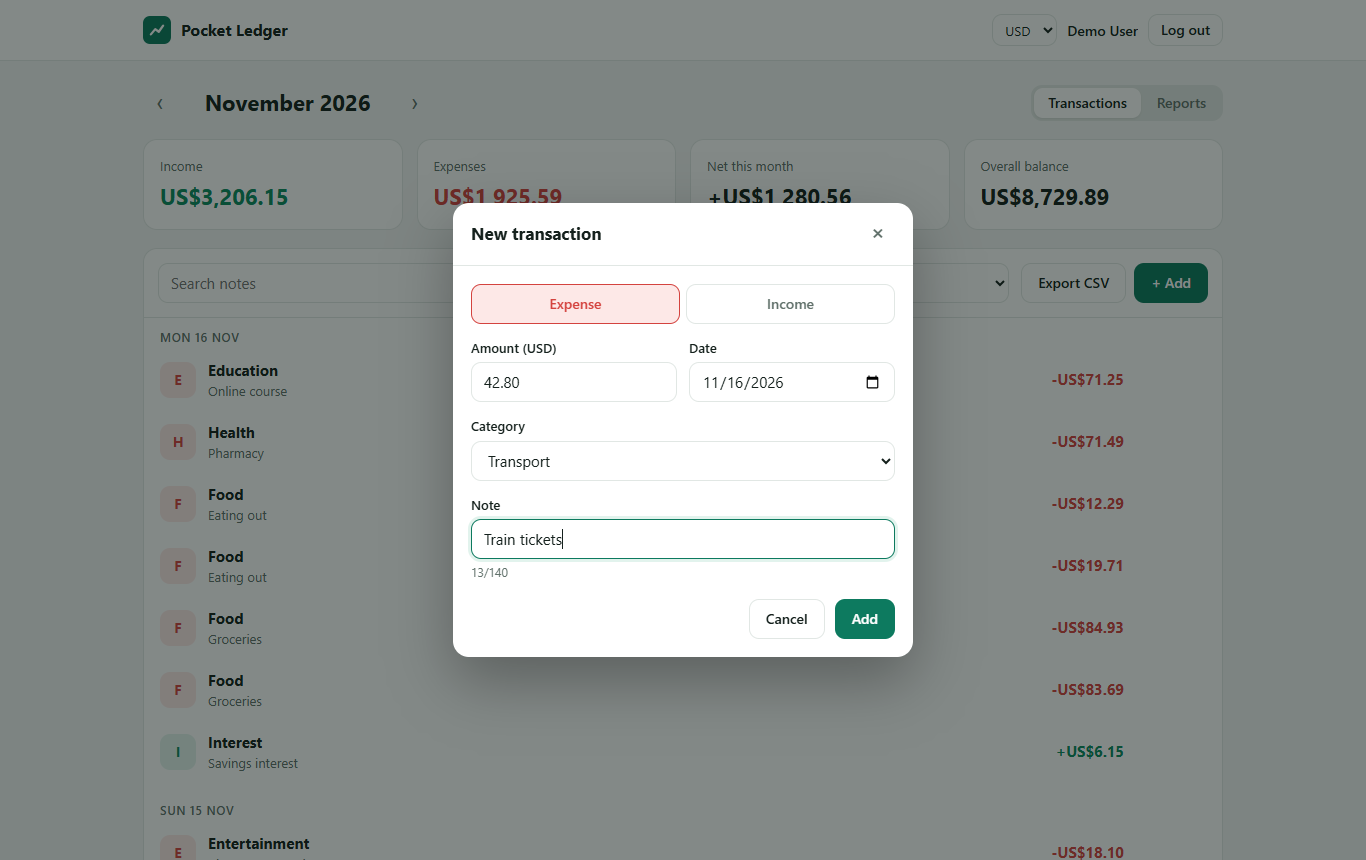 Pocket Ledger
USD
Demo User
Log out
November 2026
Transactions
Reports
Income
US$3,206.15
Expenses
US$1,925.59
Net this month
+US$1,280.56
Overall balance
US$8,729.89
Search notes
Export CSV
+ Add
New transaction
Expense
Income
Amount (USD)
Date
42.80
11/16/2026
Category
Transport
Note
Train tickets
13/140
Cancel
Add
MON 16 NOV
E
Education
Online course
-US$71.25
H
Health
Pharmacy
-US$71.49
F
Food
Eating out
-US$12.29
F
Food
Eating out
-US$19.71
F
Food
Groceries
-US$84.93
F
Food
Groceries
-US$83.69
I
Interest
Savings interest
+US$6.15
SUN 15 NOV
E
Entertainment
-US$18.10